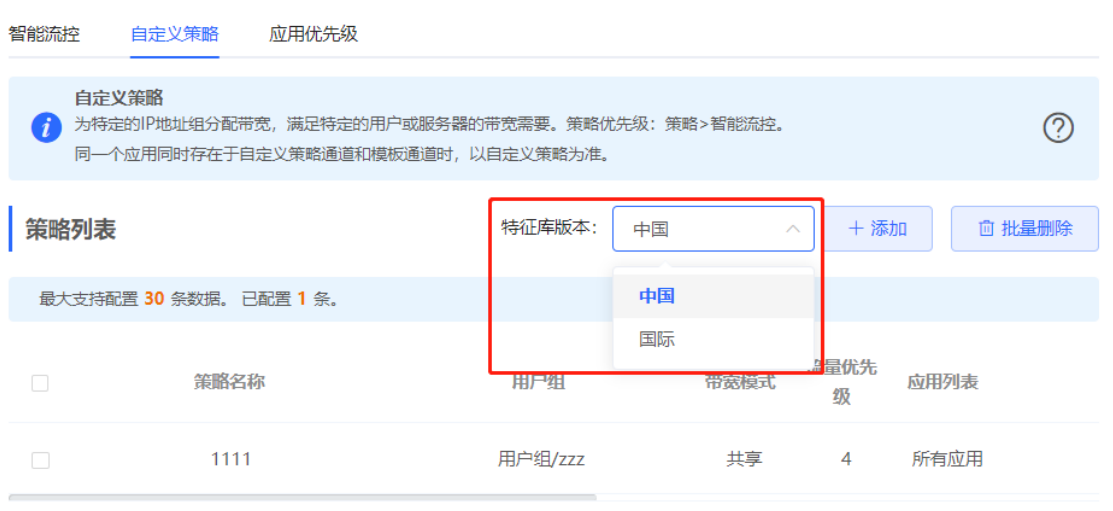 智能流控 自定义策略 应用优先级
自定义策略
为特定的IP地址组分配带宽，满足特定的用户或服务器的带宽需要。策略优先级：策略>智能流控。
同一个应用同时存在于自定义策略通道和模板通道时，以自定义策略为准。
策略列表 特征库版本： 中国 添加 批量删除
最大支持配置 30 条数据。 已配置 1 条。
中国
国际
策略名称 用户组 带宽模式 流量优先
级 应用列表
1111 用户组/zzz 共享 4 所有应用